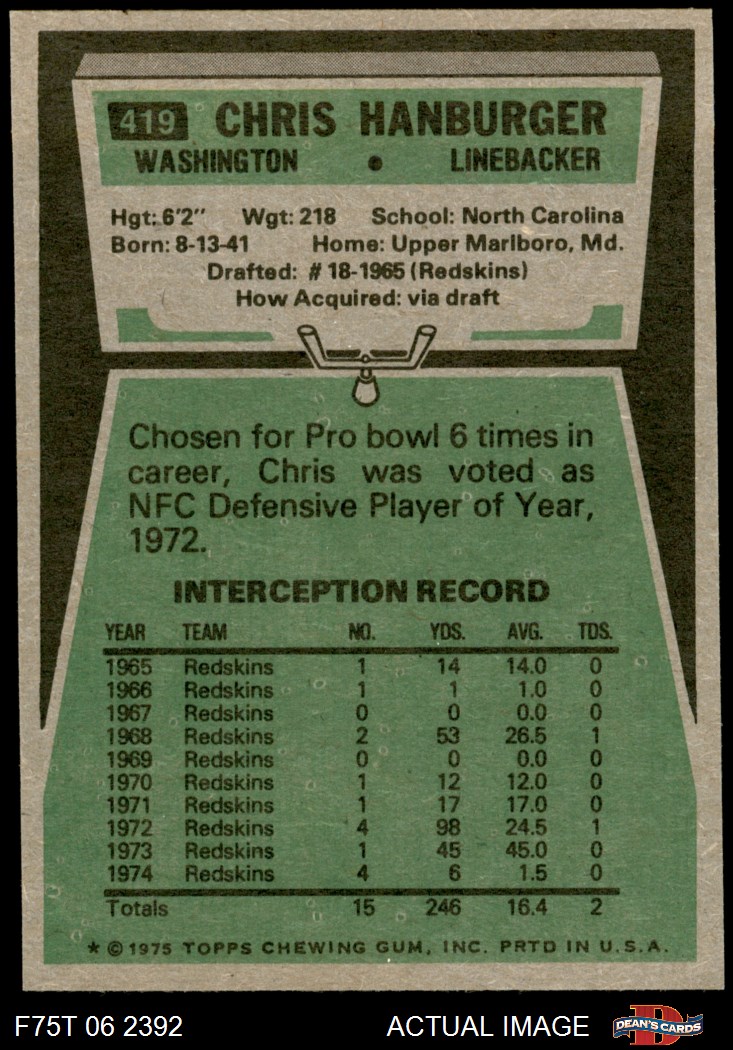 419 CHRIS HANBURGER
WASHINGTON • LINEBACKER
Hgt: 6'2" Wgt: 218 School: North Carolina
Born: 8-13-41 Home: Upper Marlboro, Md.
Drafted: #18-1965 (Redskins)
How Acquired: via draft
Chosen for Pro bowl 6 times in
career, Chris was voted as
NFC Defensive Player of Year,
1972.
INTERCEPTION RECORD
YEAR TEAM NO. YDS. AVG. TDS.
1965 Redskins 1 14 14.0 0
1966 Redskins 1 1 1.0 0
1967 Redskins 0 0 0.0 0
1968 Redskins 2 53 26.5 1
1969 Redskins 0 0 0.0 0
1970 Redskins 1 12 12.0 0
1971 Redskins 1 17 17.0 0
1972 Redskins 4 98 24.5 1
1973 Redskins 1 45 45.0 0
1974 Redskins 4 6 1.5 0
Totals 15 246 16.4 2
* © 1975 TOPPS CHEWING GUM, INC. PRTD IN U.S.A.
F75T 06 2392 ACTUAL IMAGE D DEAN'S CARDS